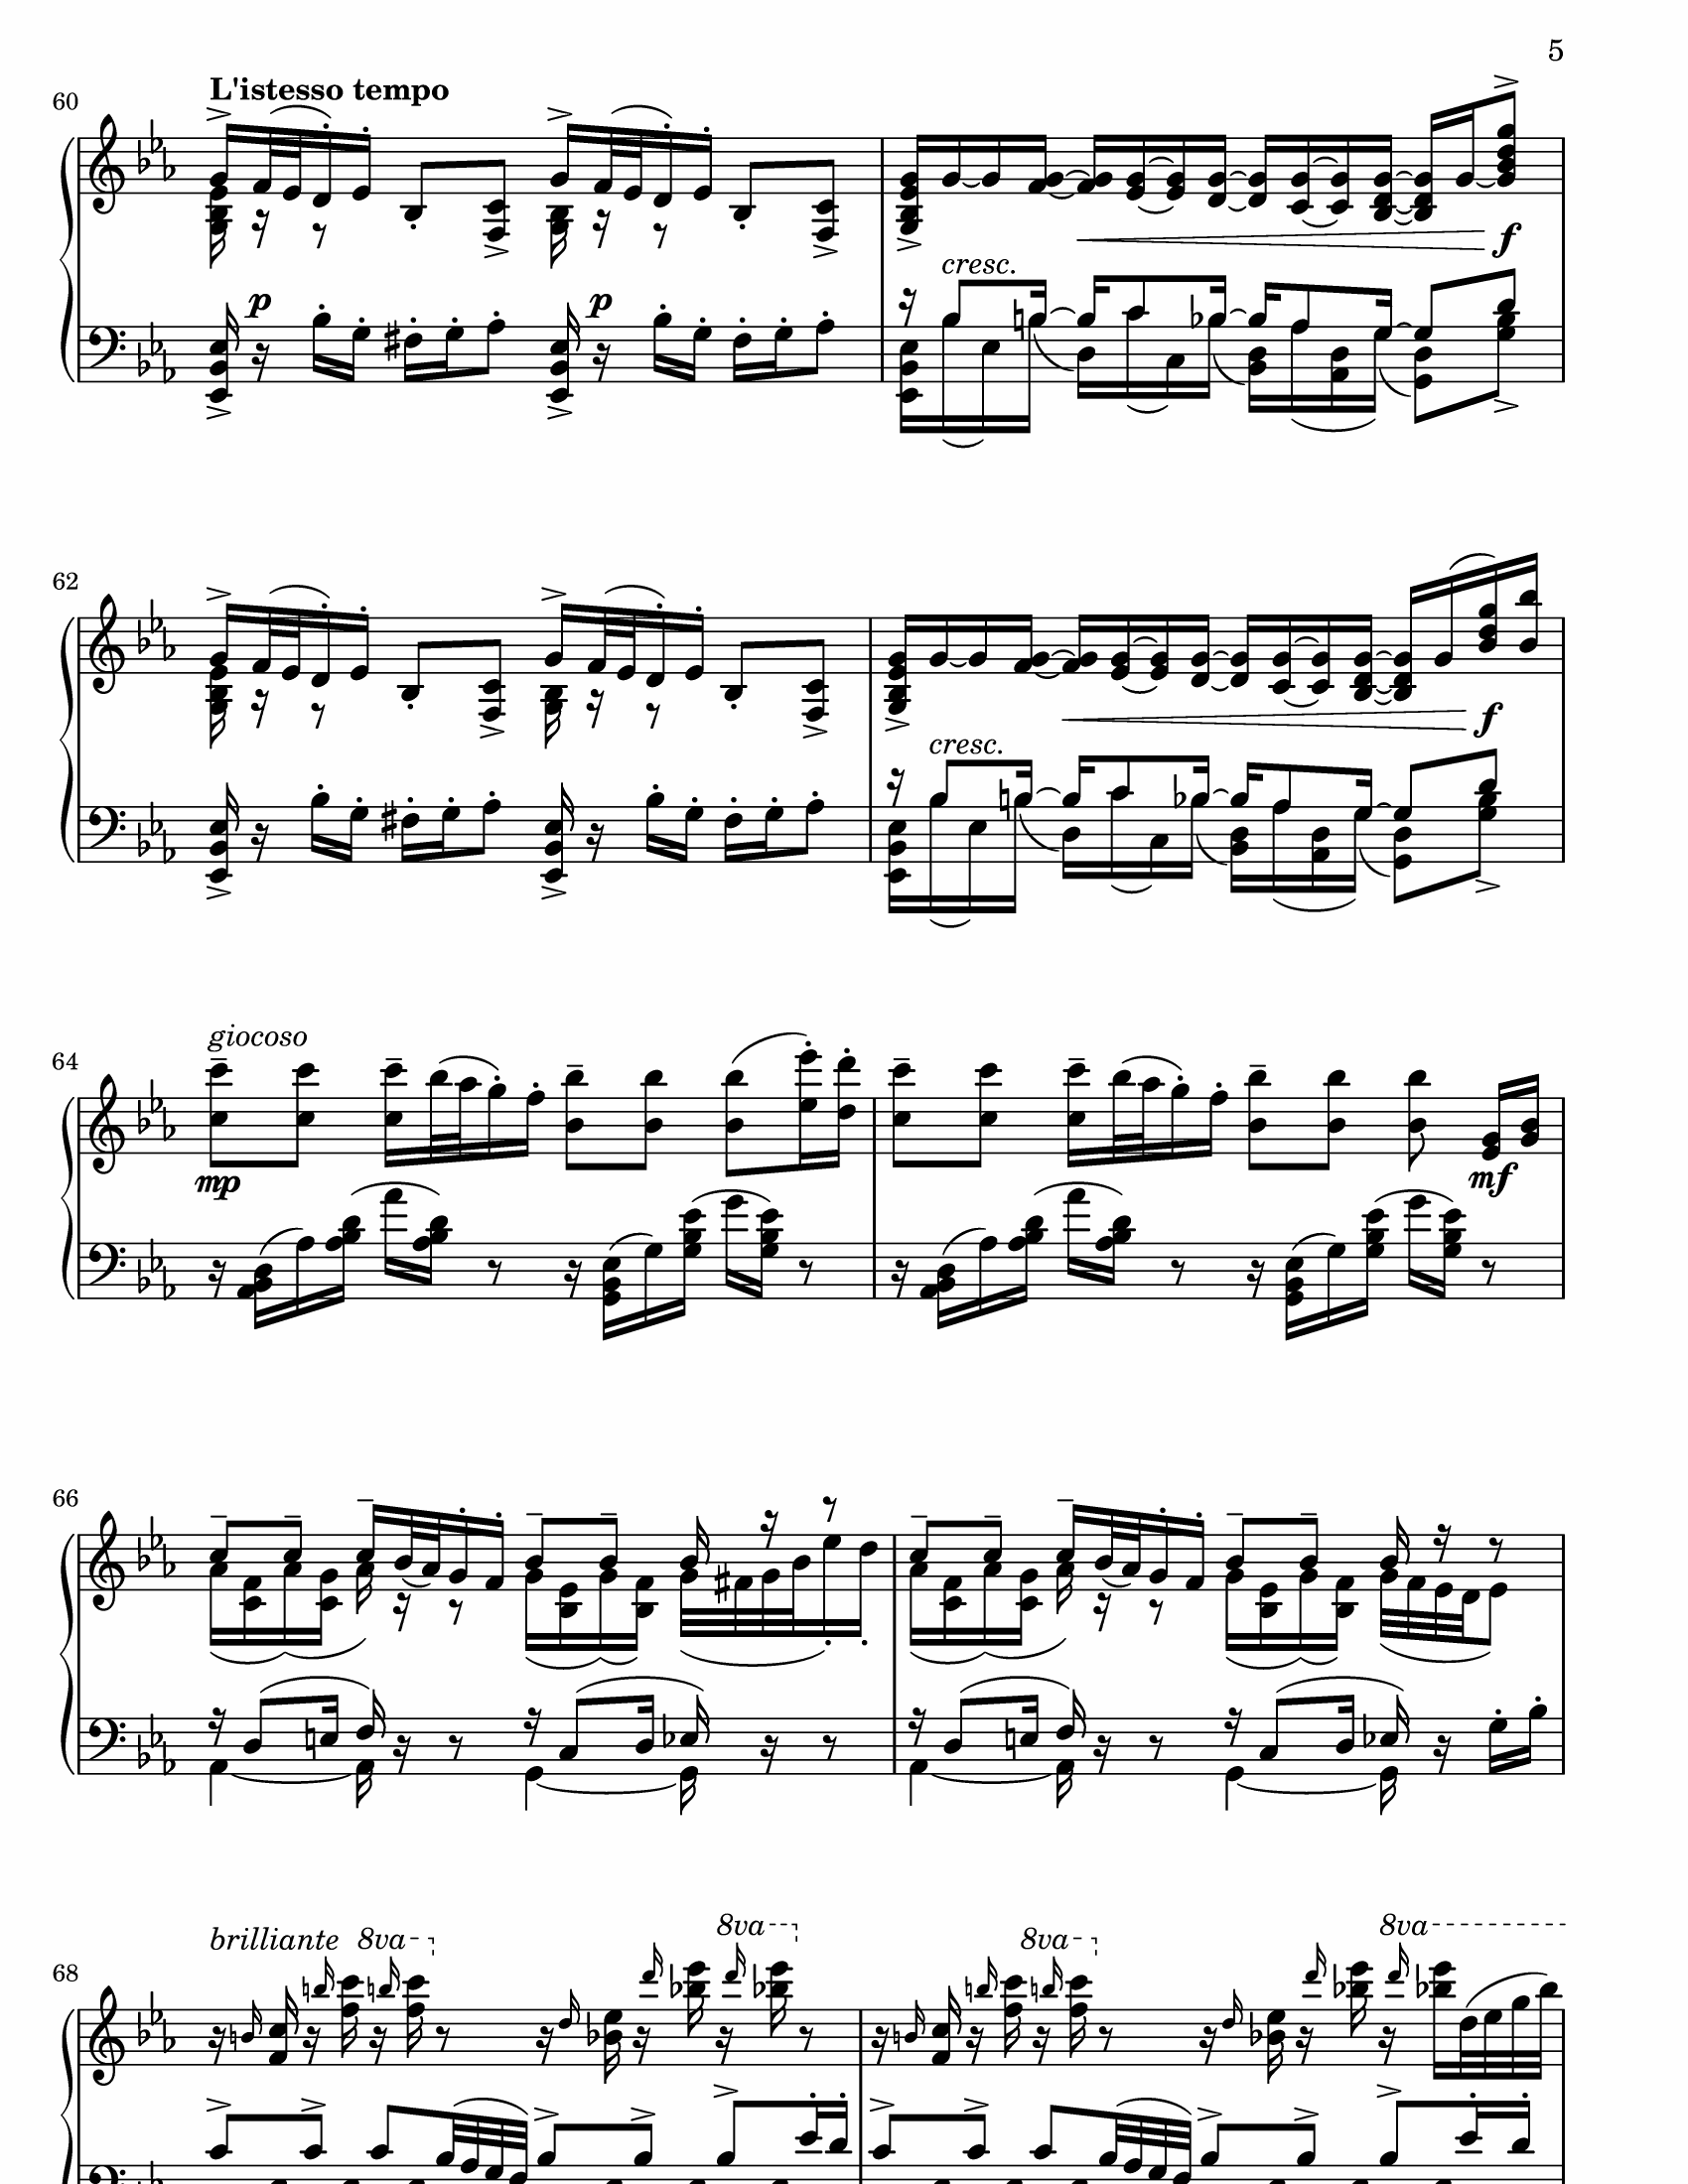 5
L'istesso tempo
60
p
p
cresc.
f
62
cresc.
f
giocoso
64
mp
mf
66
brilliante 8va 8va 8va 8va
68